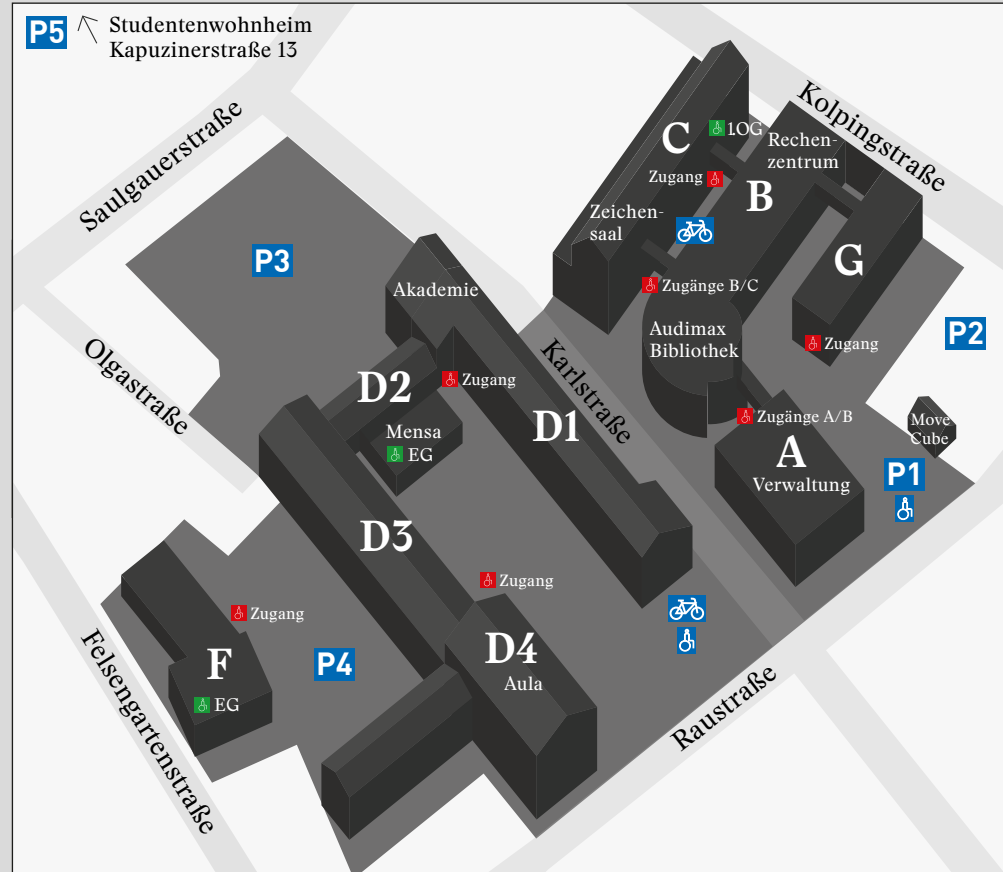 P5
Studentenwohnheim
Kapuzinerstraße 13
Saulgauerstraße
Kolpingstraße
C
1.OG
Rechen-
zentrum
Zugang
B
Zeichen-
saal
P3
G
Akademie
Zugänge B/C
Audimax
Bibliothek
Zugang
P2
Olgastraße
Karlstraße
D2
Zugang
Mensa
EG
D1
Zugänge A/B
Move
Cube
A
Verwaltung
P1
D3
Zugang
Zugang
F
EG
P4
D4
Aula
Felsengartenstraße
Raustraße